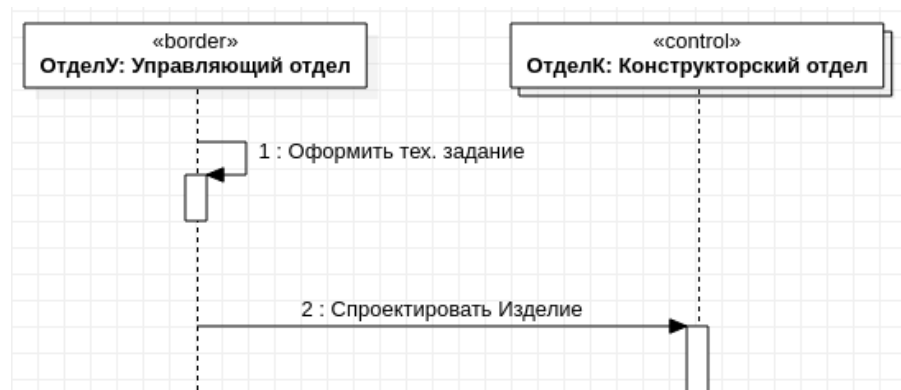 «border»
ОтделУ: Управляющий отдел
«control»
ОтделК: Конструкторский отдел
1 : Оформить тех. задание
2 : Спроектировать Изделие